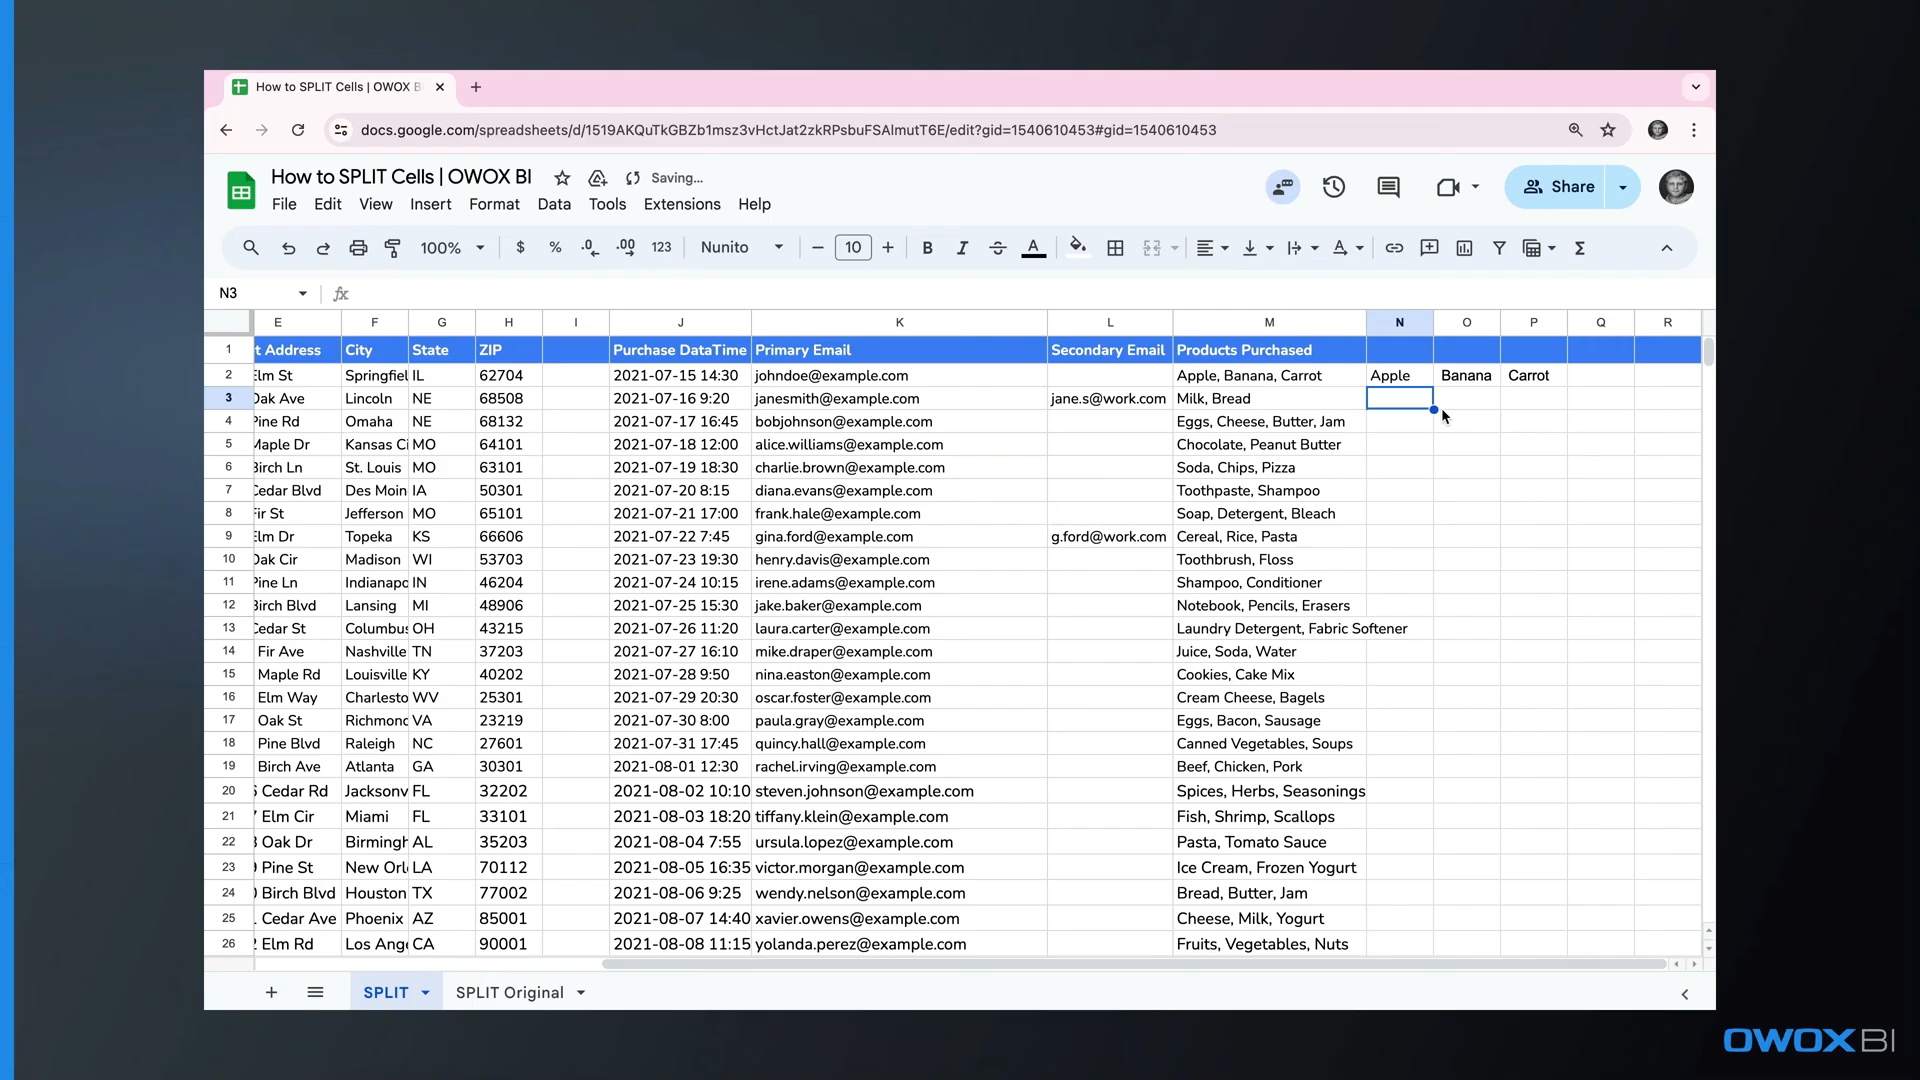 How to SPLIT Cells | OWOX B
docs.google.com/spreadsheets/d/1519AKQuTkGBZb1msz3vHctJat2zkRPsbuFSAlmutT6E/edit?gid=1540610453#gid=1540610453
How to SPLIT Cells | OWOX BI Saving...
File Edit View Insert Format Data Tools Extensions Help
Share
100% $ % .0 .00 123 Nunito 10 B I S A
N3 fx
E F G H I J K L M N O P Q R
1 t Address City State ZIP Purchase DataTime Primary Email Secondary Email Products Purchased
2 Elm St Springfiel IL 62704 2021-07-15 14:30 johndoe@example.com Apple, Banana, Carrot Apple Banana Carrot
3 Oak Ave Lincoln NE 68508 2021-07-16 9:20 janesmith@example.com jane.s@work.com Milk, Bread
4 Pine Rd Omaha NE 68132 2021-07-17 16:45 bobjohnson@example.com Eggs, Cheese, Butter, Jam
5 Maple Dr Kansas Ci MO 64101 2021-07-18 12:00 alice.williams@example.com Chocolate, Peanut Butter
6 Birch Ln St. Louis MO 63101 2021-07-19 18:30 charlie.brown@example.com Soda, Chips, Pizza
7 Cedar Blvd Des Moin IA 50301 2021-07-20 8:15 diana.evans@example.com Toothpaste, Shampoo
8 Fir St Jefferson MO 65101 2021-07-21 17:00 frank.hale@example.com Soap, Detergent, Bleach
9 Elm Dr Topeka KS 66606 2021-07-22 7:45 gina.ford@example.com g.ford@work.com Cereal, Rice, Pasta
10 Oak Cir Madison WI 53703 2021-07-23 19:30 henry.davis@example.com Toothbrush, Floss
11 Pine Ln Indianapo IN 46204 2021-07-24 10:15 irene.adams@example.com Shampoo, Conditioner
12 Birch Blvd Lansing MI 48906 2021-07-25 15:30 jake.baker@example.com Notebook, Pencils, Erasers
13 Cedar St Columbus OH 43215 2021-07-26 11:20 laura.carter@example.com Laundry Detergent, Fabric Softener
14 Fir Ave Nashville TN 37203 2021-07-27 16:10 mike.draper@example.com Juice, Soda, Water
15 Maple Rd Louisville KY 40202 2021-07-28 9:50 nina.easton@example.com Cookies, Cake Mix
16 Elm Way Charlesto WV 25301 2021-07-29 20:30 oscar.foster@example.com Cream Cheese, Bagels
17 Oak St Richmond VA 23219 2021-07-30 8:00 paula.gray@example.com Eggs, Bacon, Sausage
18 Pine Blvd Raleigh NC 27601 2021-07-31 17:45 quincy.hall@example.com Canned Vegetables, Soups
19 Birch Ave Atlanta GA 30301 2021-08-01 12:30 rachel.irving@example.com Beef, Chicken, Pork
20 Cedar Rd Jacksonv FL 32202 2021-08-02 10:10 steven.johnson@example.com Spices, Herbs, Seasonings
21 Elm Cir Miami FL 33101 2021-08-03 18:20 tiffany.klein@example.com Fish, Shrimp, Scallops
22 Oak Dr Birmingh AL 35203 2021-08-04 7:55 ursula.lopez@example.com Pasta, Tomato Sauce
23 Pine St New Orl LA 70112 2021-08-05 16:35 victor.morgan@example.com Ice Cream, Frozen Yogurt
24 Birch Blvd Houston TX 77002 2021-08-06 9:25 wendy.nelson@example.com Bread, Butter, Jam
25 Cedar Ave Phoenix AZ 85001 2021-08-07 14:40 xavier.owens@example.com Cheese, Milk, Yogurt
26 Elm Rd Los Ange CA 90001 2021-08-08 11:15 yolanda.perez@example.com Fruits, Vegetables, Nuts
SPLIT SPLIT Original
OWOX BI